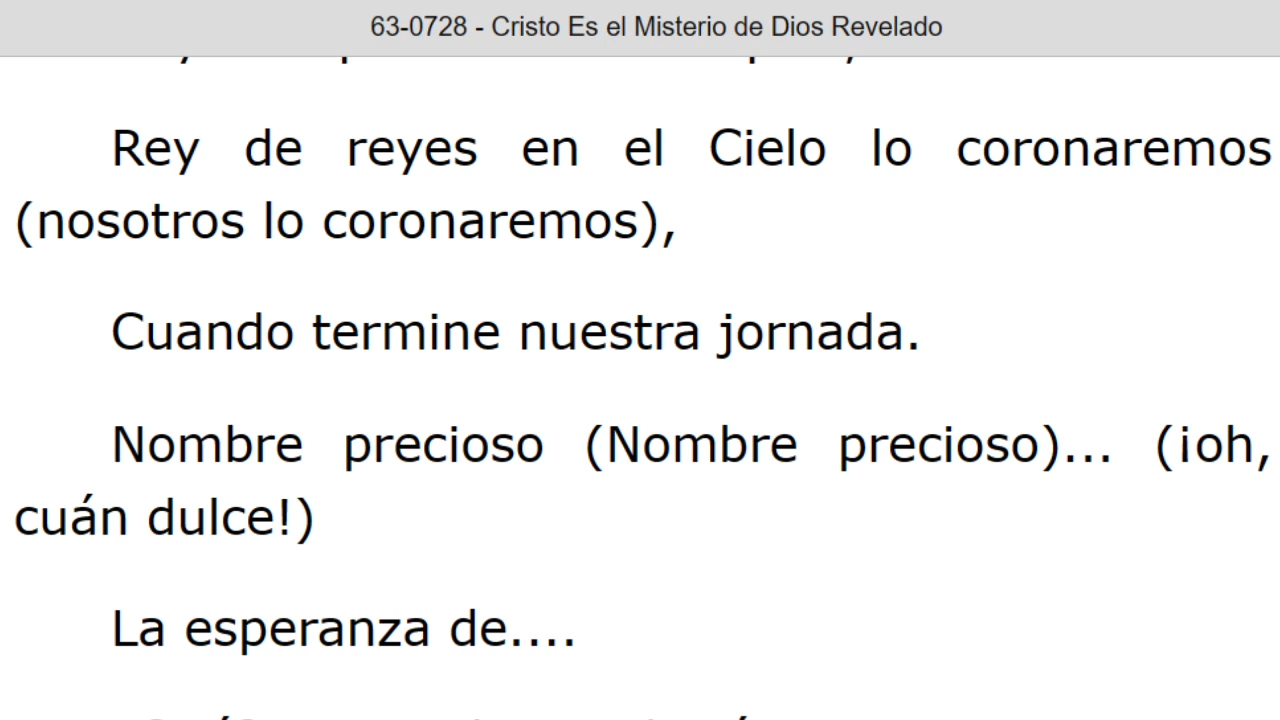 63-0728 - Cristo Es el Misterio de Dios Revelado
Rey de reyes en el Cielo lo coronaremos
(nosotros lo coronaremos),
Cuando termine nuestra jornada.
Nombre precioso (Nombre precioso)... (¡oh,
cuán dulce!)
La esperanza de....